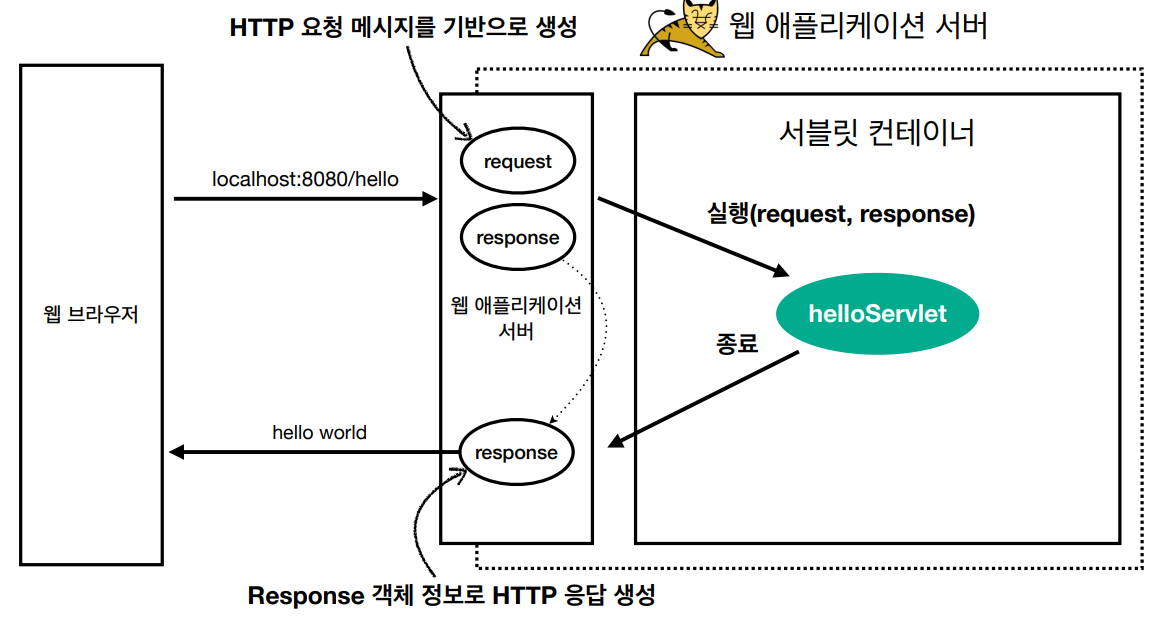 HTTP 요청 메시지를 기반으로 생성
웹 애플리케이션 서버
서블릿 컨테이너
request
localhost:8080/hello
실행(request, response)
response
웹 브라우저
웹 애플리케이션
서버
helloServlet
종료
hello world
response
Response 객체 정보로 HTTP 응답 생성